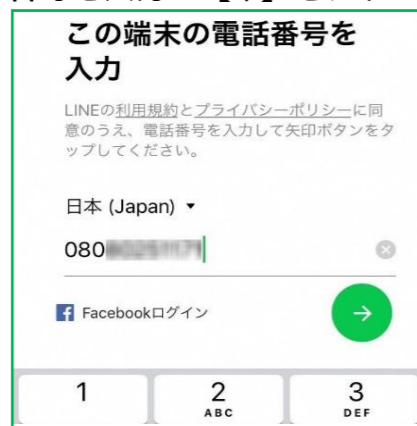 この端末の電話番号を
入力
LINEの利用規約とプライバシーポリシーに同
意のうえ、電話番号を入力して矢印ボタンをタ
ップしてください。
日本 (Japan)
080
Facebookログイン
1 2 3
ABC DEF